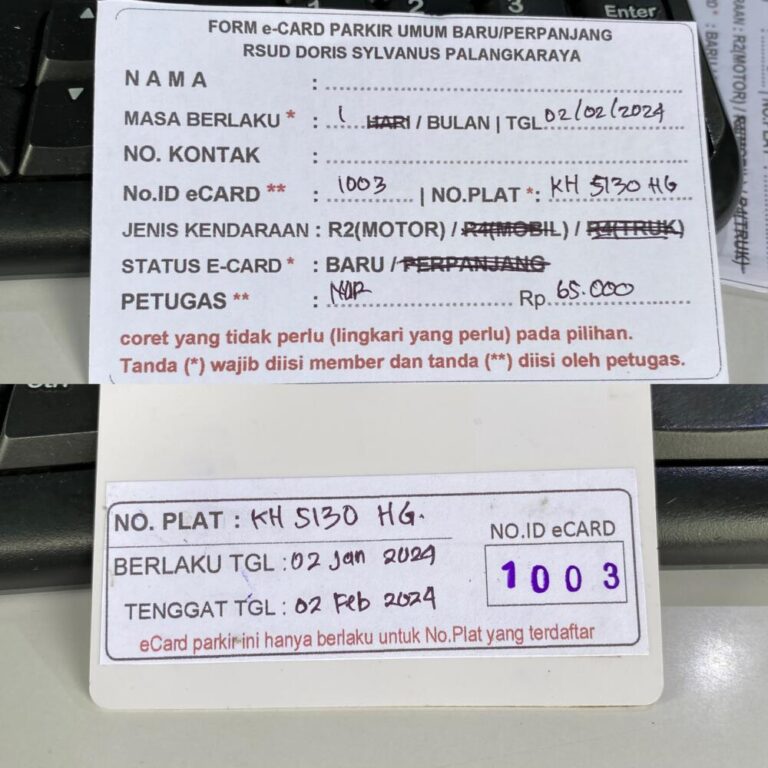 1 2 3 Enter
FORM e-CARD PARKIR UMUM BARU/PERPANJANG
RSUD DORIS SYLVANUS PALANGKARAYA
NAMA :
MASA BERLAKU * : 1 HARI / BULAN | TGL 02/02/2024
NO. KONTAK :
No.ID eCARD ** : 1003 | NO.PLAT *: KH 5130 HG
JENIS KENDARAAN : R2(MOTOR) / R4(MOBIL) / R4(TRUK)
STATUS E-CARD * : BARU / PERPANJANG
PETUGAS ** : Rp. 65.000
coret yang tidak perlu (lingkari yang perlu) pada pilihan.
Tanda (*) wajib diisi member dan tanda (**) diisi oleh petugas.
NO. PLAT : KH 5130 HG.
BERLAKU TGL : 02 Jan 2024
TENGGAT TGL : 02 Feb 2024
NO.ID eCARD
1003
eCard parkir ini hanya berlaku untuk No.Plat yang terdaftar